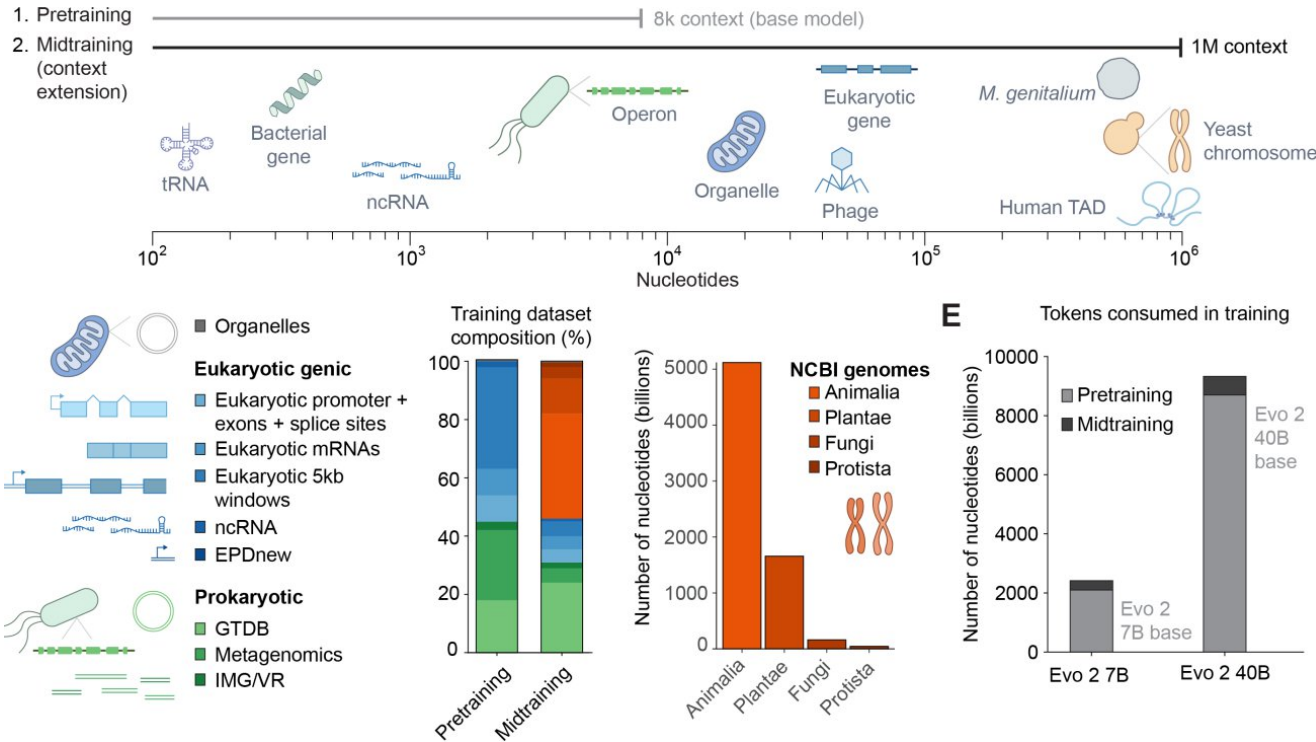 1. Pretraining
8k context (base model)
2. Midtraining
(context
extension)
1M context
tRNA
Bacterial
gene
ncRNA
Operon
Organelle
Eukaryotic
gene
Phage
M. genitalium
Yeast
chromosome
Human TAD
10²
10³
10⁴
10⁵
10⁶
Nucleotides
Organelles
Eukaryotic genic
Eukaryotic promoter +
exons + splice sites
Eukaryotic mRNAs
Eukaryotic 5kb
windows
ncRNA
EPDnew
Prokaryotic
GTDB
Metagenomics
IMG/VR
Training dataset
composition (%)
100
80
60
40
20
0
Pretraining
Midtraining
Number of nucleotides (billions)
5000
4000
3000
2000
1000
0
NCBI genomes
Animalia
Plantae
Fungi
Protista
Animalia
Plantae
Fungi
Protista
E
Tokens consumed in training
Number of nucleotides (billions)
10000
8000
6000
4000
2000
0
Pretraining
Midtraining
Evo 2
40B
base
Evo 2
7B base
Evo 2 7B
Evo 2 40B